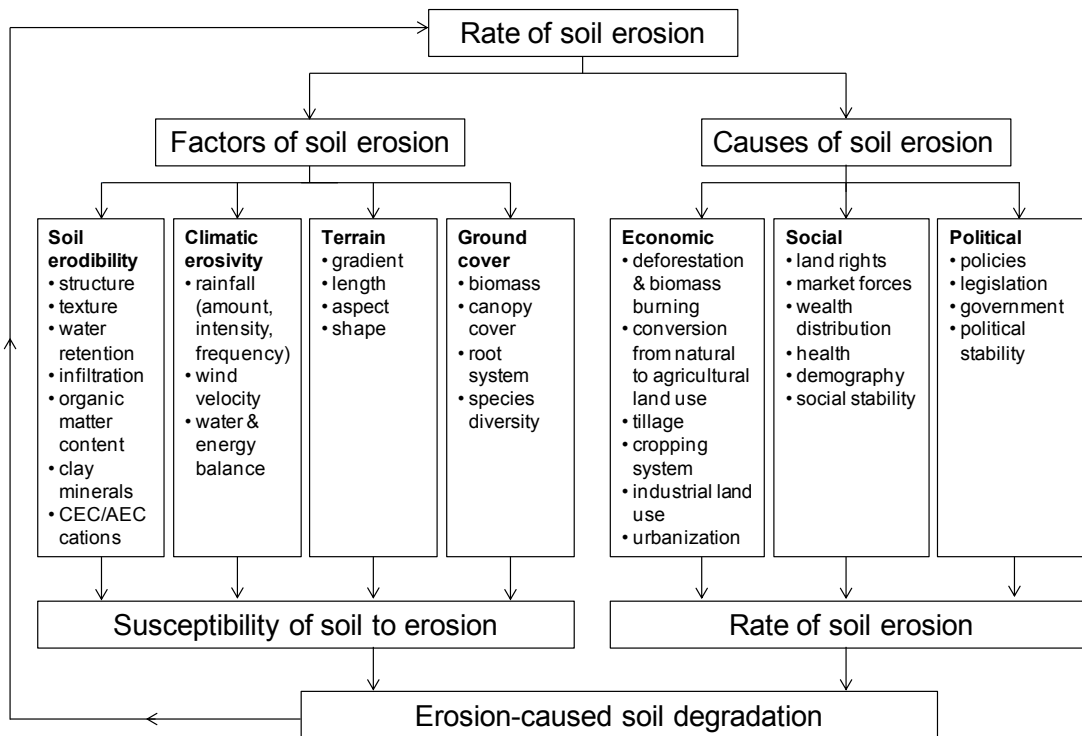 Rate of soil erosion
Factors of soil erosion
Causes of soil erosion
Soil
erodibility
• structure
• texture
• water
retention
• infiltration
• organic
matter
content
• clay
minerals
• CEC/AEC
cations
Climatic
erosivity
• rainfall
(amount,
intensity,
frequency)
• wind
velocity
• water &
energy
balance
Terrain
• gradient
• length
• aspect
• shape
Ground
cover
• biomass
• canopy
cover
• root
system
• species
diversity
Economic
• deforestation
& biomass
burning
• conversion
from natural
to agricultural
land use
• tillage
• cropping
system
• industrial land
use
• urbanization
Social
• land rights
• market forces
• wealth
distribution
• health
• demography
• social stability
Political
• policies
• legislation
• government
• political
stability
Susceptibility of soil to erosion
Rate of soil erosion
Erosion-caused soil degradation